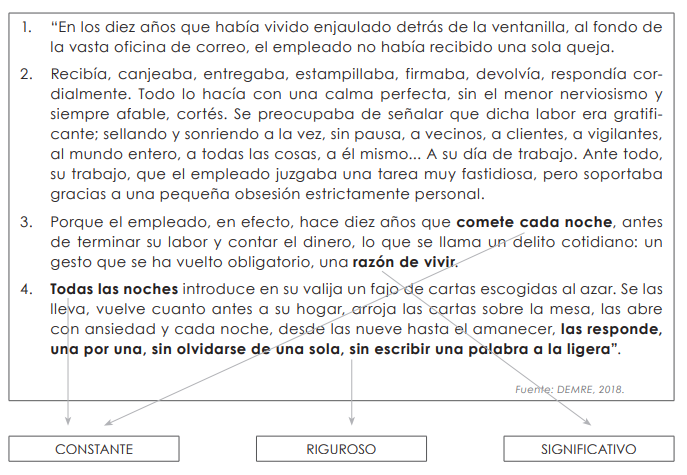 1. “En los diez años que había vivido enjaulado detrás de la ventanilla, al fondo de
la vasta oficina de correo, el empleado no había recibido una sola queja.
2. Recibía, canjeaba, entregaba, estampillaba, firmaba, devolvía, respondía cor-
dialmente. Todo lo hacía con una calma perfecta, sin el menor nerviosismo y
siempre afable, cortés. Se preocupaba de señalar que dicha labor era gratifi-
cante; sellando y sonriendo a la vez, sin pausa, a vecinos, a clientes, a vigilantes,
al mundo entero, a todas las cosas, a él mismo... A su día de trabajo. Ante todo,
su trabajo, que el empleado juzgaba una tarea muy fastidiosa, pero soportaba
gracias a una pequeña obsesión estrictamente personal.
3. Porque el empleado, en efecto, hace diez años que comete cada noche, antes
de terminar su labor y contar el dinero, lo que se llama un delito cotidiano: un
gesto que se ha vuelto obligatorio, una razón de vivir.
4. Todas las noches introduce en su valija un fajo de cartas escogidas al azar. Se las
lleva, vuelve cuanto antes a su hogar, arroja las cartas sobre la mesa, las abre
con ansiedad y cada noche, desde las nueve hasta el amanecer, las responde,
una por una, sin olvidarse de una sola, sin escribir una palabra a la ligera”.
Fuente: DEMRE, 2018.
CONSTANTE
RIGUROSO
SIGNIFICATIVO